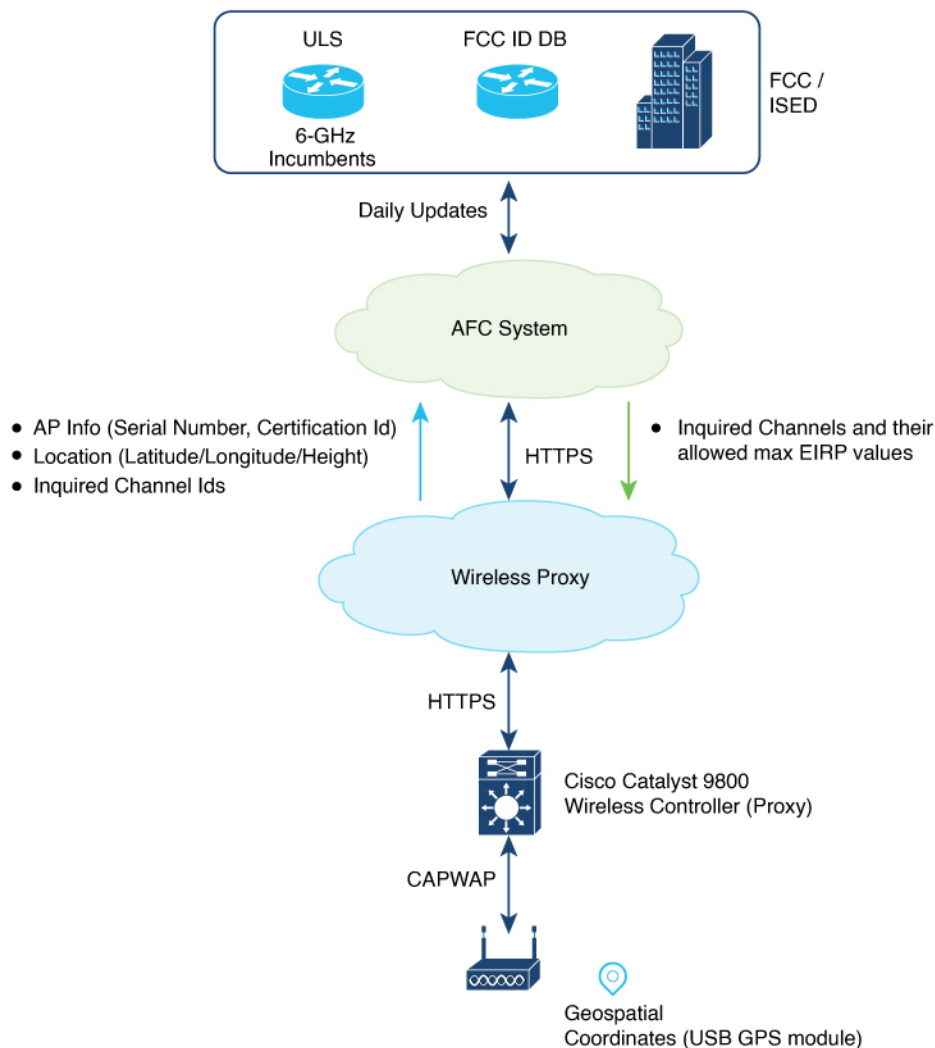 ULS
FCC ID DB
FCC /
ISED
6-GHz
Incumbents
Daily Updates
AFC System
● AP Info (Serial Number, Certification Id)
● Location (Latitude/Longitude/Height)
● Inquired Channel Ids
HTTPS
● Inquired Channels and their
allowed max EIRP values
Wireless Proxy
HTTPS
Cisco Catalyst 9800
Wireless Controller (Proxy)
CAPWAP
Geospatial
Coordinates (USB GPS module)